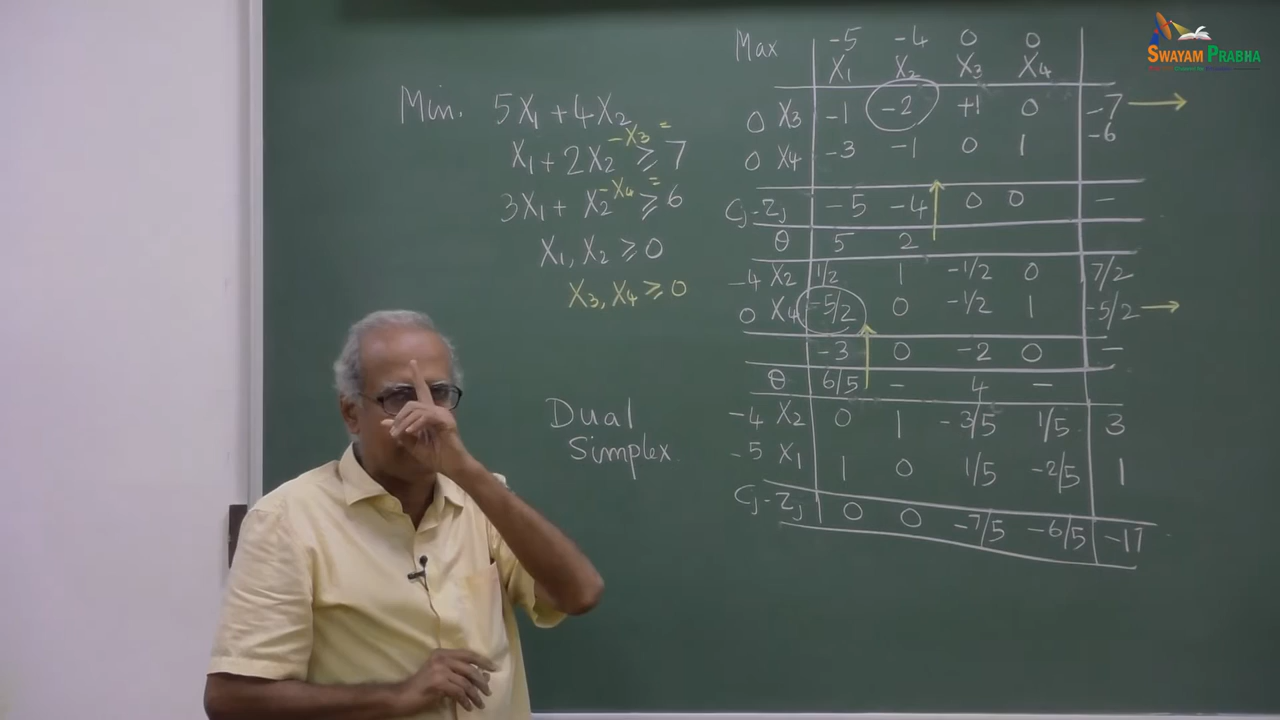 SWAYAM PRABHA
Min. 5X₁ + 4X₂
-X₃ =
X₁ + 2X₂ ≥ 7
-X₄ =
3X₁ + X₂ ≥ 6
X₁, X₂ ≥ 0
X₃, X₄ ≥ 0
Dual
Simplex
Max -5 -4 0 0
X₁ X₂ X₃ X₄
0 X₃ -1 -2 +1 0 -7
0 X₄ -3 -1 0 1 -6
Cj-Zj -5 -4 0 0 -
θ 5 2
-4 X₂ 1/2 1 -1/2 0 7/2
0 X₄ -5/2 0 -1/2 1 -5/2
-3 0 -2 0 -
θ 6/5 - 4 -
-4 X₂ 0 1 -3/5 1/5 3
-5 X₁ 1 0 1/5 -2/5 1
Cj-Zj 0 0 -7/5 -6/5 -17